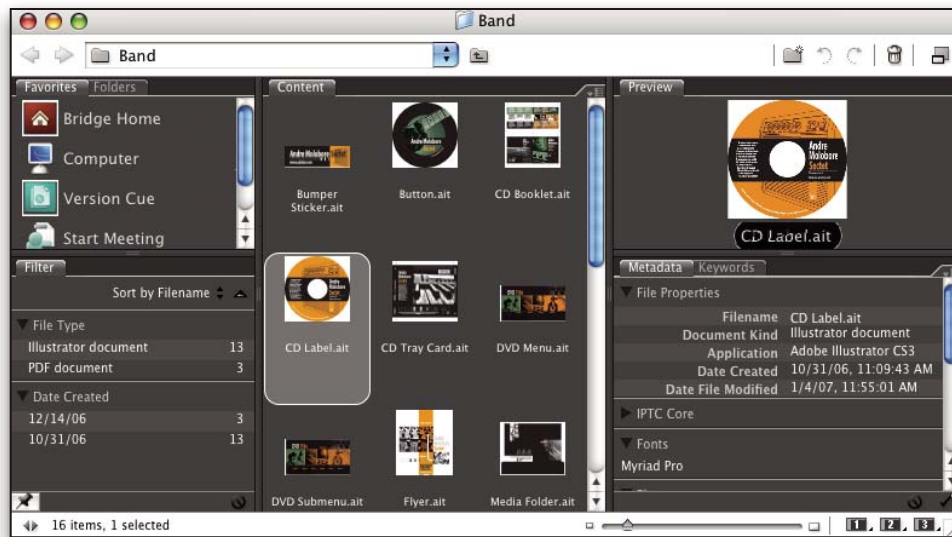 Band
Band
Favorites Folders
Bridge Home
Computer
Version Cue
Start Meeting
Filter
Sort by Filename
File Type
Illustrator document 13
PDF document 3
Date Created
12/14/06 3
10/31/06 13
Content
Andre Molobore
Bumper
Sticker.ait
Button.ait
CD Booklet.ait
CD Label.ait
CD Tray Card.ait
DVD Menu.ait
DVD Submenu.ait
Flyer.ait
Media Folder.ait
Preview
Andre
Molobore
Sextet
CD Label.ait
Metadata Keywords
File Properties
Filename CD Label.ait
Document Kind Illustrator document
Application Adobe Illustrator CS3
Date Created 10/31/06, 11:09:43 AM
Date File Modified 1/4/07, 11:55:01 AM
IPTC Core
Fonts
Myriad Pro
16 items, 1 selected
1 2 3